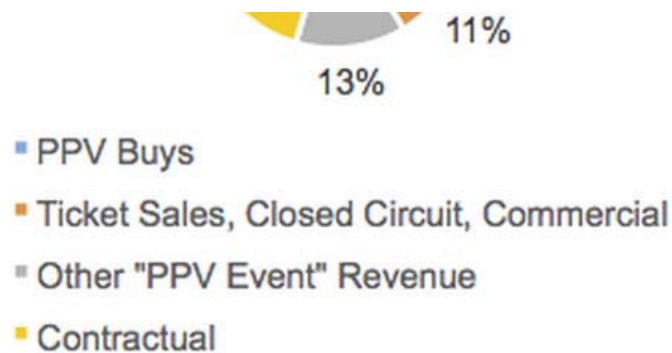 11%
13%
PPV Buys
Ticket Sales, Closed Circuit, Commercial
Other "PPV Event" Revenue
Contractual